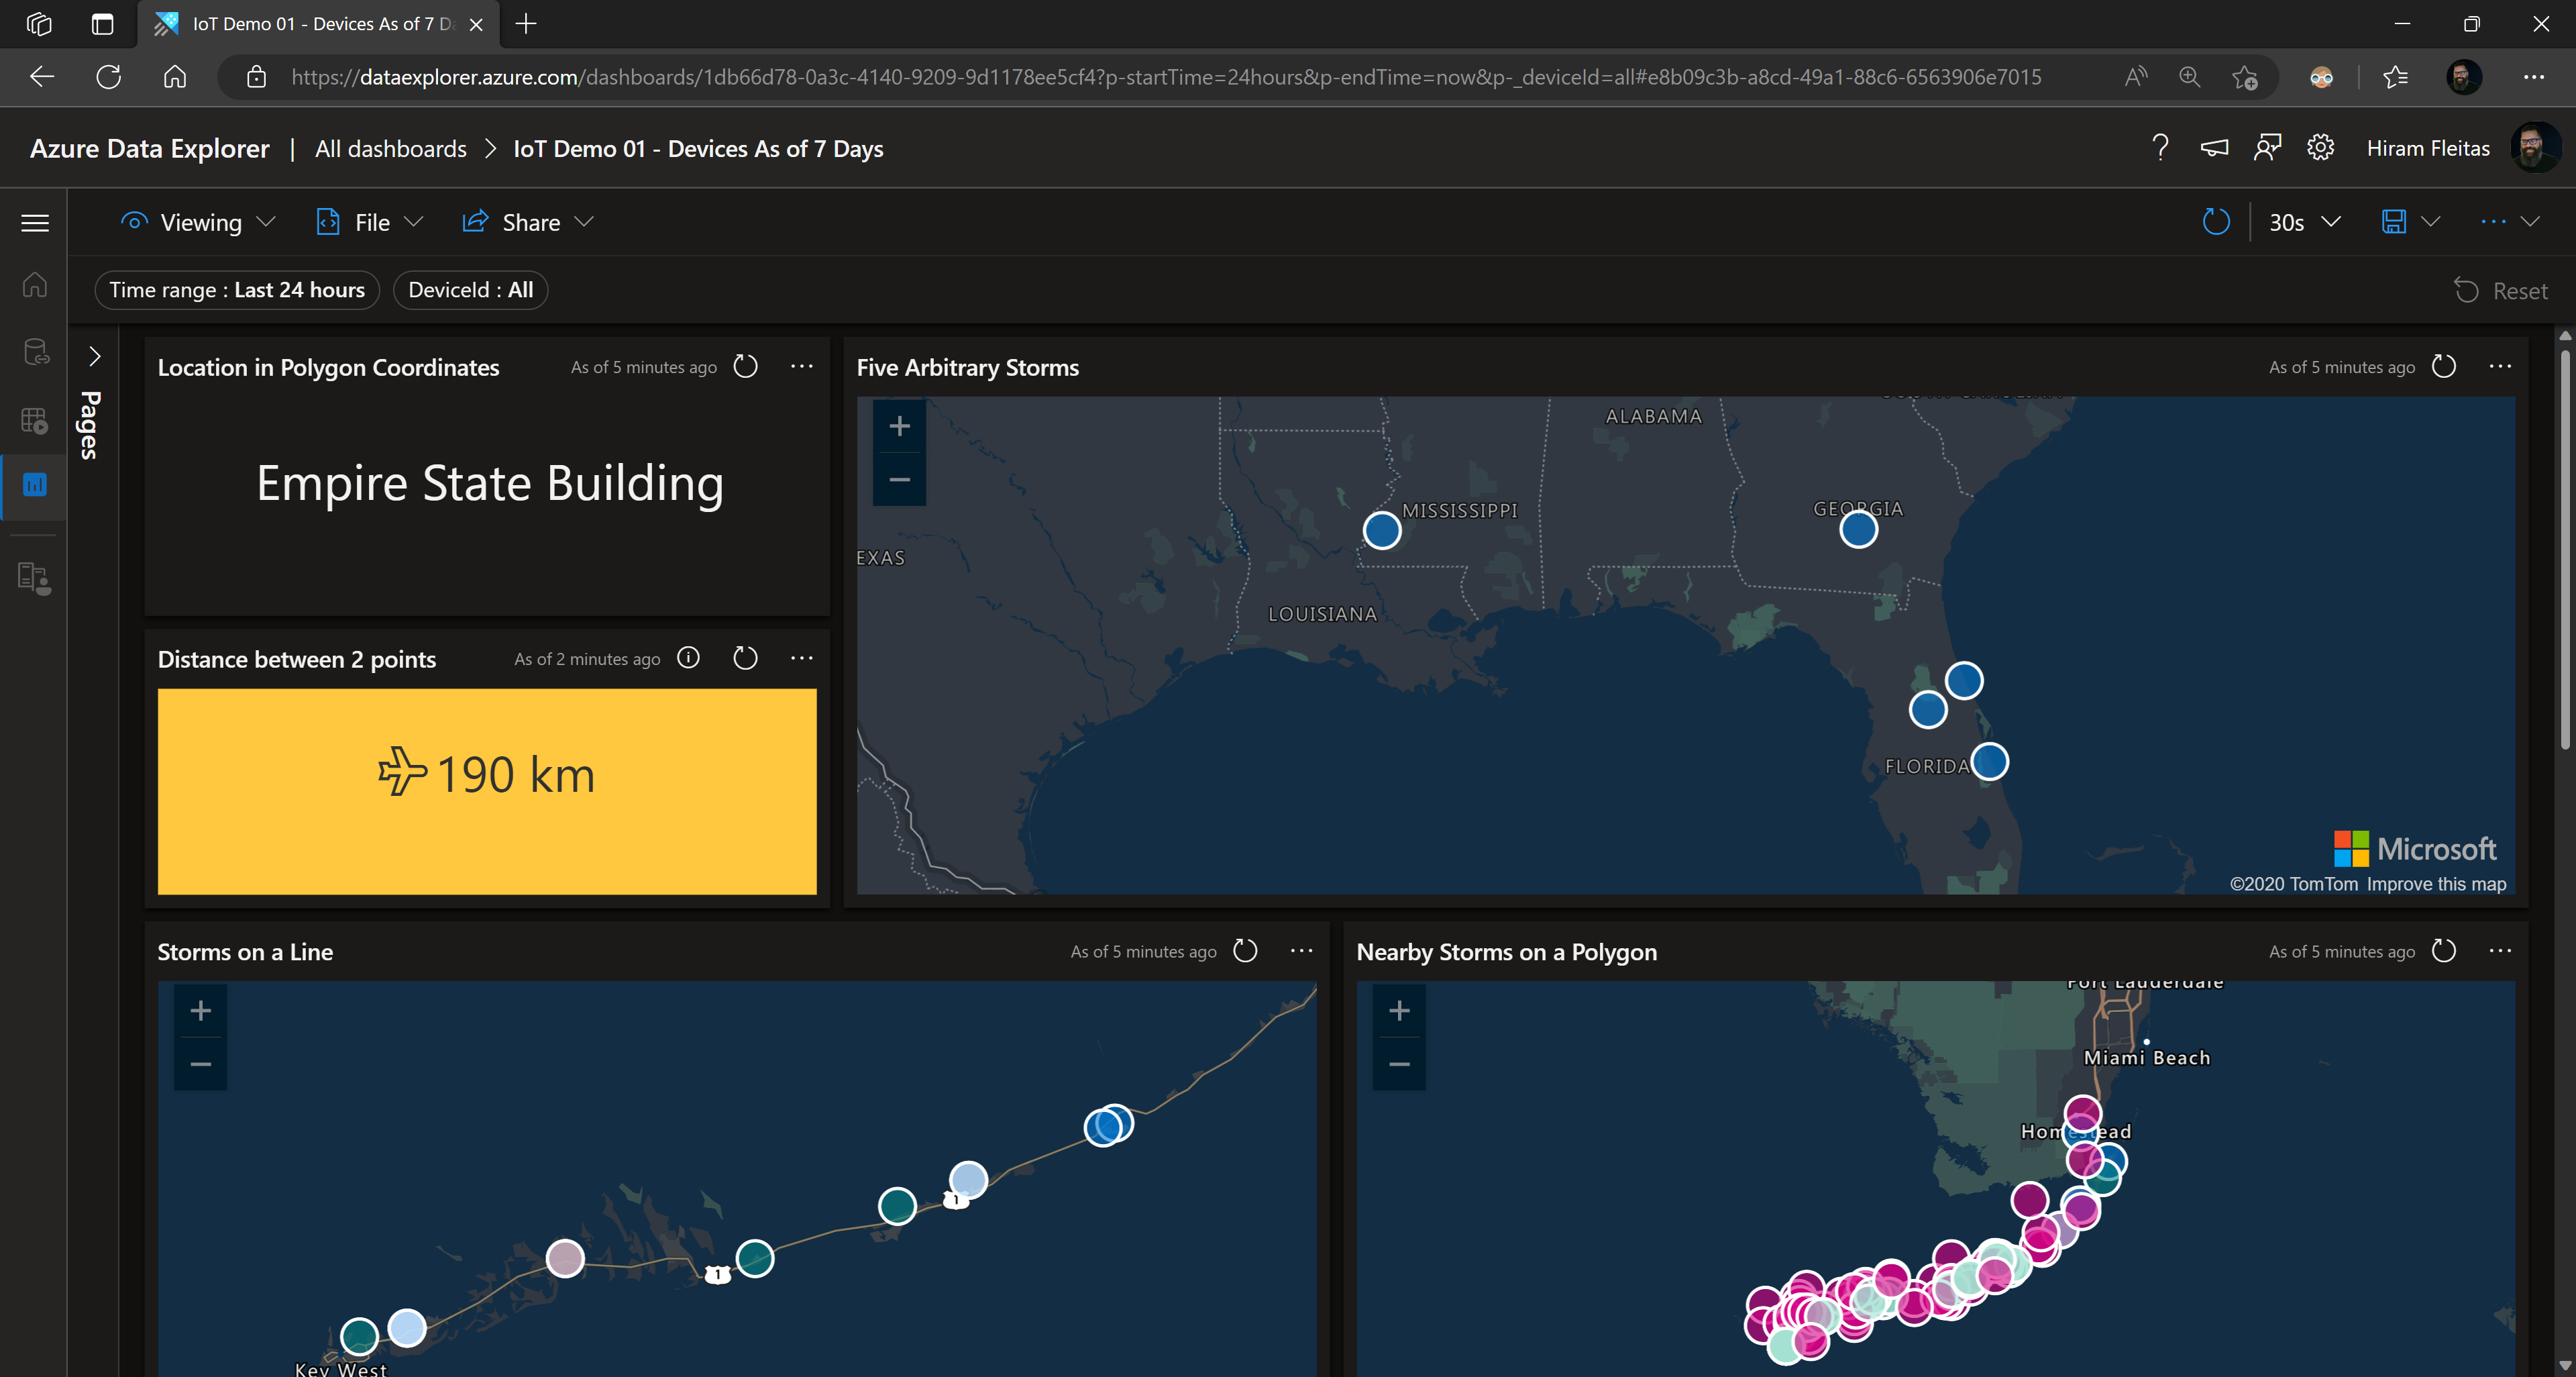 IoT Demo 01 - Devices As of 7 Da
https://dataexplorer.azure.com/dashboards/1db66d78-0a3c-4140-9209-9d1178ee5cf4?p-startTime=24hours&p-endTime=now&p-_deviceId=all#e8b09c3b-a8cd-49a1-88c6-6563906e7015
Azure Data Explorer | All dashboards > IoT Demo 01 - Devices As of 7 Days
Hiram Fleitas
Viewing File Share
30s
Time range : Last 24 hours DeviceId : All
Reset
Pages
Location in Polygon Coordinates As of 5 minutes ago
Empire State Building
Distance between 2 points As of 2 minutes ago
190 km
Five Arbitrary Storms As of 5 minutes ago
ALABAMA
MISSISSIPPI
GEORGIA
EXAS
LOUISIANA
FLORIDA
Microsoft
©2020 TomTom Improve this map
Storms on a Line As of 5 minutes ago
1
1
Key West
Nearby Storms on a Polygon As of 5 minutes ago
Fort Lauderdale
Miami Beach
Homestead